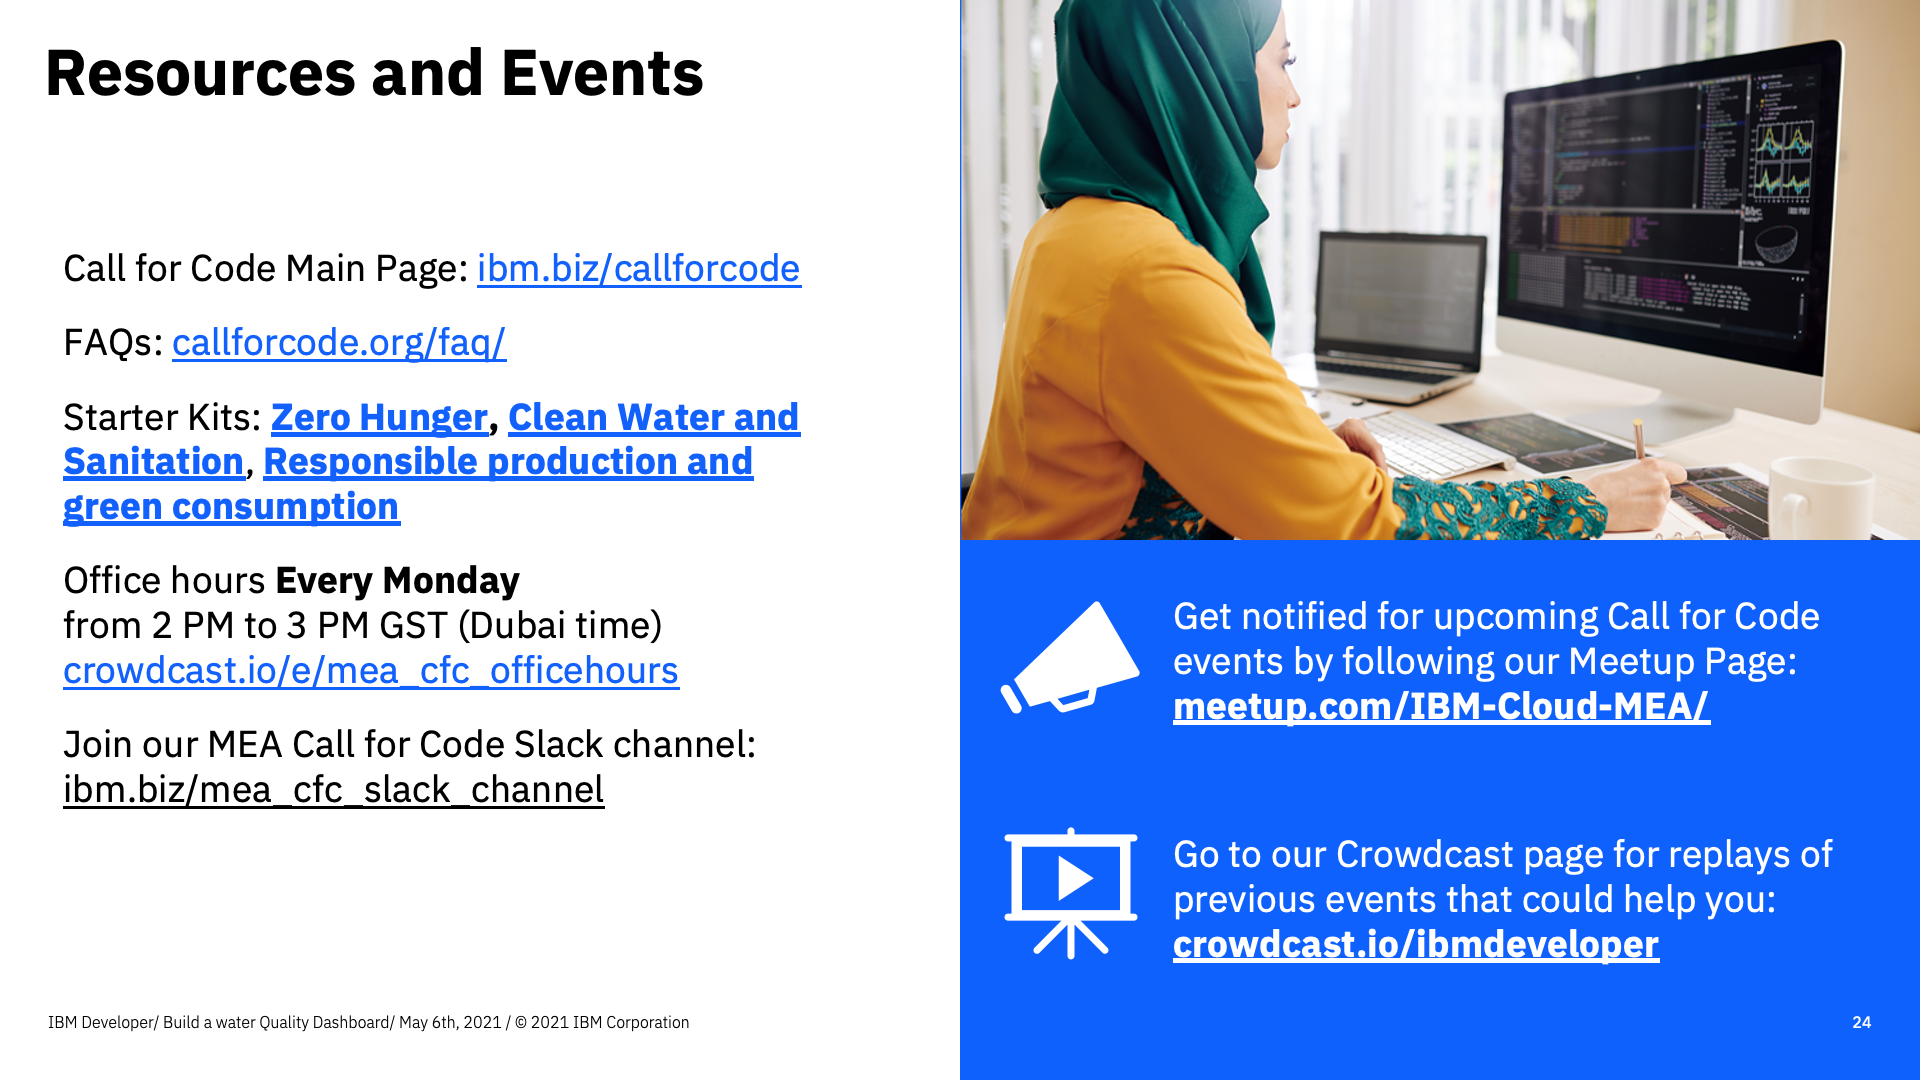 Resources and Events
Call for Code Main Page: ibm.biz/callforcode
FAQs: callforcode.org/faq/
Starter Kits: Zero Hunger, Clean Water and
Sanitation, Responsible production and
green consumption
Office hours Every Monday
from 2 PM to 3 PM GST (Dubai time)
crowdcast.io/e/mea_cfc_officehours
Join our MEA Call for Code Slack channel:
ibm.biz/mea_cfc_slack_channel
Get notified for upcoming Call for Code
events by following our Meetup Page:
meetup.com/IBM-Cloud-MEA/
Go to our Crowdcast page for replays of
previous events that could help you:
crowdcast.io/ibmdeveloper
IBM Developer/ Build a water Quality Dashboard/ May 6th, 2021 / © 2021 IBM Corporation
24